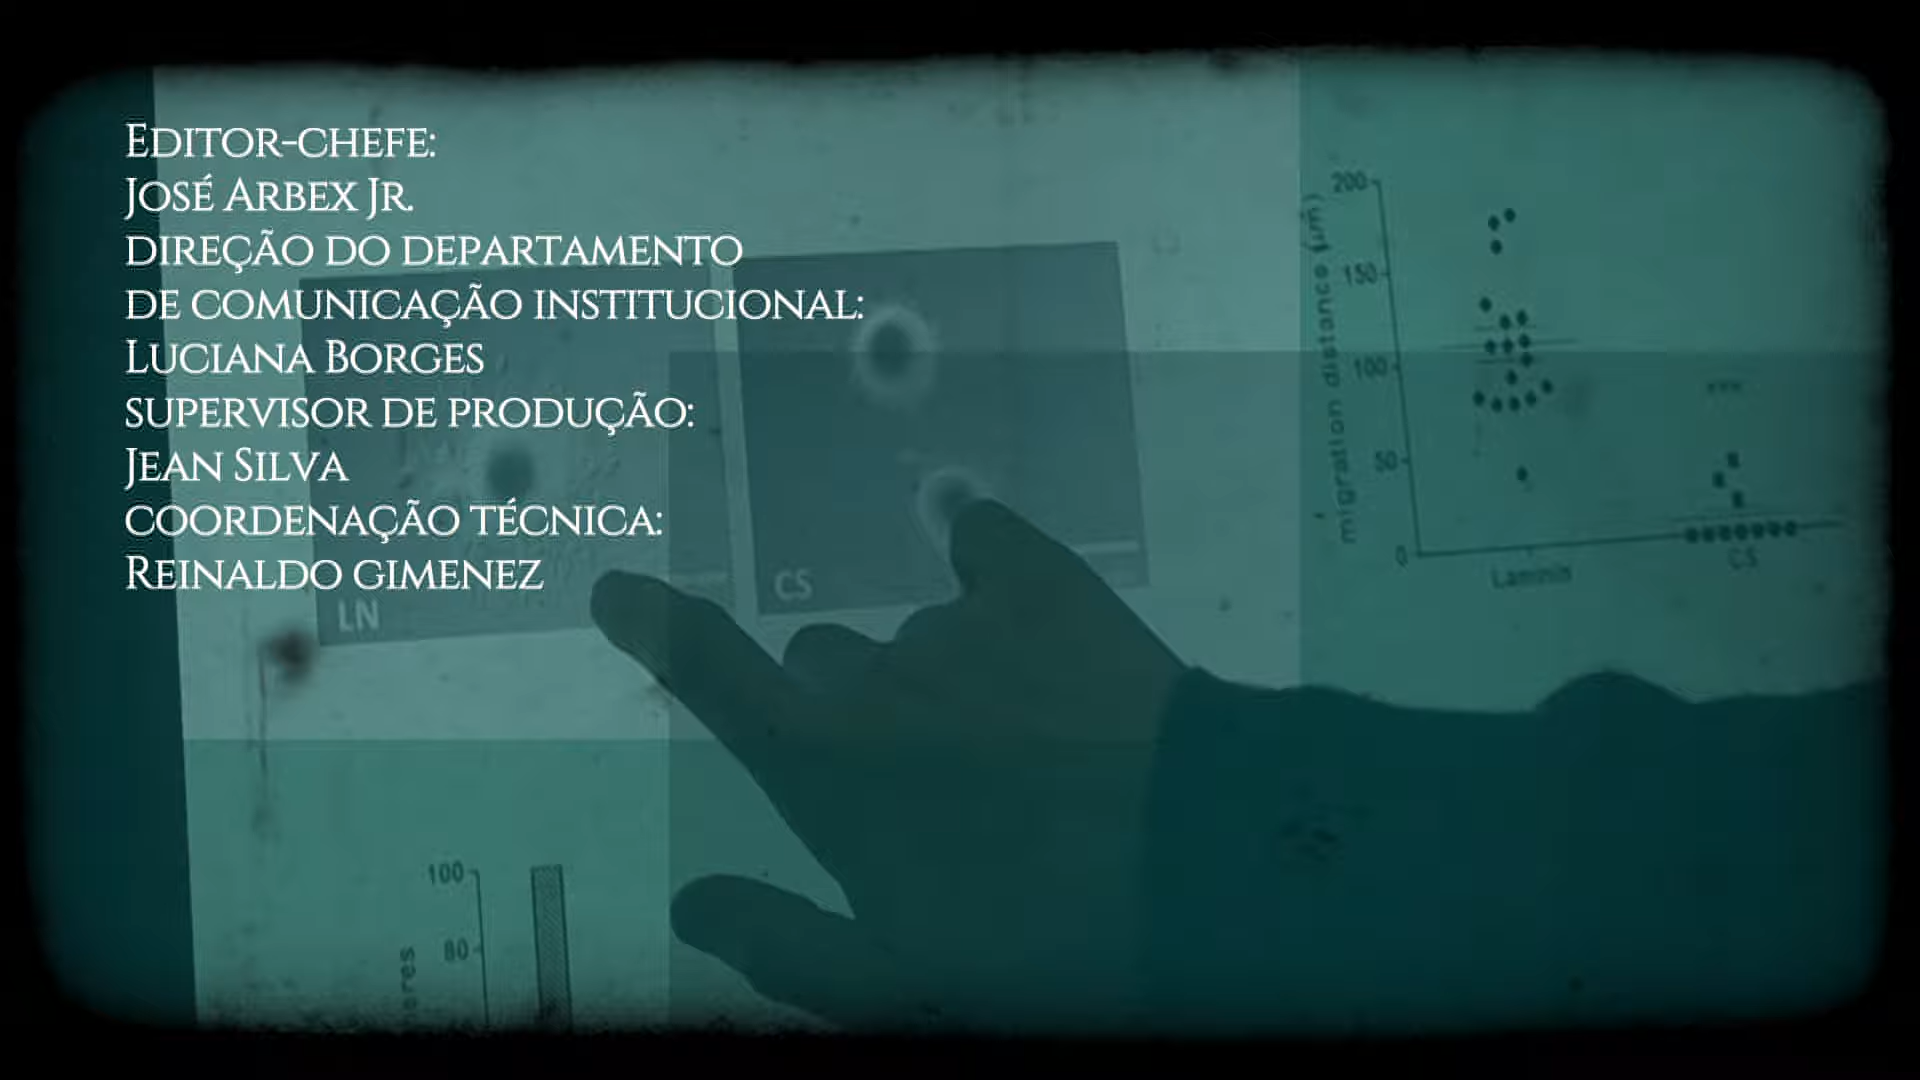 Editor-chefe:
José Arbex Jr.
direção do departamento
de comunicação institucional:
Luciana Borges
supervisor de produção:
Jean Silva
coordenação técnica:
Reinaldo gimenez
LN
CS
migration distance (µm)
200
150
100
50
0
***
Laminin
CS
100
80